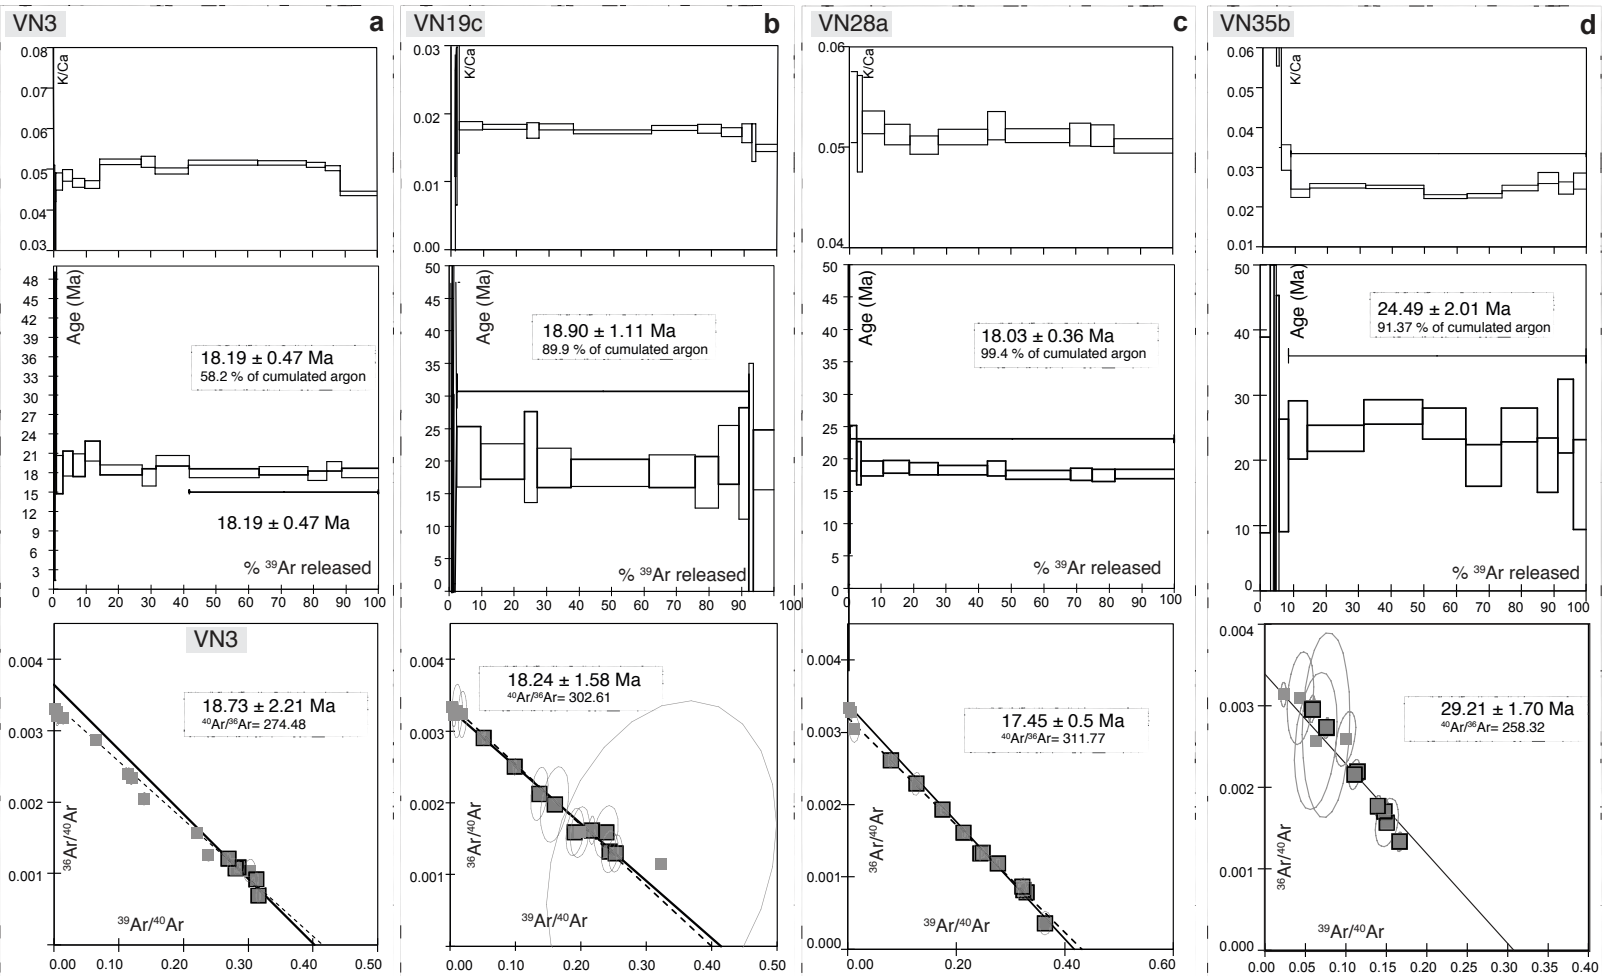 VN3 a
K/Ca
0.08
0.07
0.06
0.05
0.04
0.03
Age (Ma)
48
45
42
39
36
33
30
27
24
21
18
15
12
9
6
3
0
18.19 ± 0.47 Ma
58.2 % of cumulated argon
18.19 ± 0.47 Ma
% ³⁹Ar released
0 10 20 30 40 50 60 70 80 90 100
VN3
0.004
0.003
0.002
0.001
18.73 ± 2.21 Ma
⁴⁰Ar/³⁶Ar= 274.48
³⁶Ar/⁴⁰Ar
³⁹Ar/⁴⁰Ar
0.00 0.10 0.20 0.30 0.40 0.50
VN19c b
K/Ca
0.03
0.02
0.01
0.00
Age (Ma)
50
45
40
35
30
25
20
15
10
5
0
18.90 ± 1.11 Ma
89.9 % of cumulated argon
% ³⁹Ar released
10 20 30 40 50 60 70 80 90 100
0.004
0.003
0.002
0.001
18.24 ± 1.58 Ma
⁴⁰Ar/³⁶Ar= 302.61
³⁶Ar/⁴⁰Ar
³⁹Ar/⁴⁰Ar
0.00 0.10 0.20 0.30 0.40 0.50
VN28a c
K/Ca
0.06
0.05
0.04
Age (Ma)
50
45
40
35
30
25
20
15
10
5
0
18.03 ± 0.36 Ma
99.4 % of cumulated argon
% ³⁹Ar released
0 10 20 30 40 50 60 70 80 90 100
0.004
0.003
0.002
0.001
0.000
17.45 ± 0.5 Ma
⁴⁰Ar/³⁶Ar= 311.77
³⁶Ar/⁴⁰Ar
³⁹Ar/⁴⁰Ar
0.00 0.20 0.40 0.60
VN35b d
K/Ca
0.06
0.05
0.04
0.03
0.02
0.01
Age (Ma)
50
40
30
20
10
0
24.49 ± 2.01 Ma
91.37 % of cumulated argon
% ³⁹Ar released
0 10 20 30 40 50 60 70 80 90 100
0.004
0.003
0.002
0.001
0.000
29.21 ± 1.70 Ma
⁴⁰Ar/³⁶Ar= 258.32
³⁶Ar/⁴⁰Ar
³⁹Ar/⁴⁰Ar
0.00 0.05 0.10 0.15 0.20 0.25 0.30 0.35 0.40